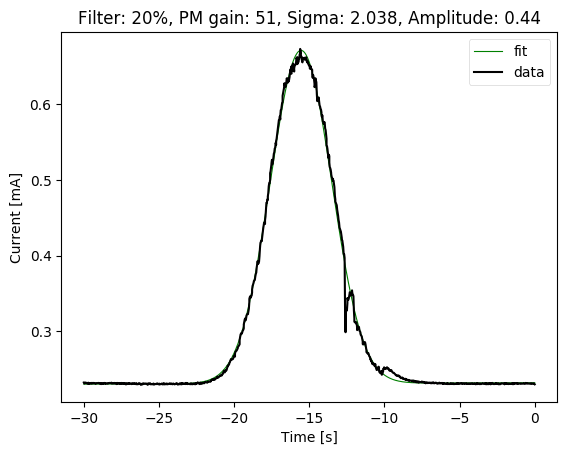 Filter: 20%, PM gain: 51, Sigma: 2.038, Amplitude: 0.44
fit
data
0.6
0.5
0.4
0.3
Current [mA]
−30
−25
−20
−15
−10
−5
0
Time [s]